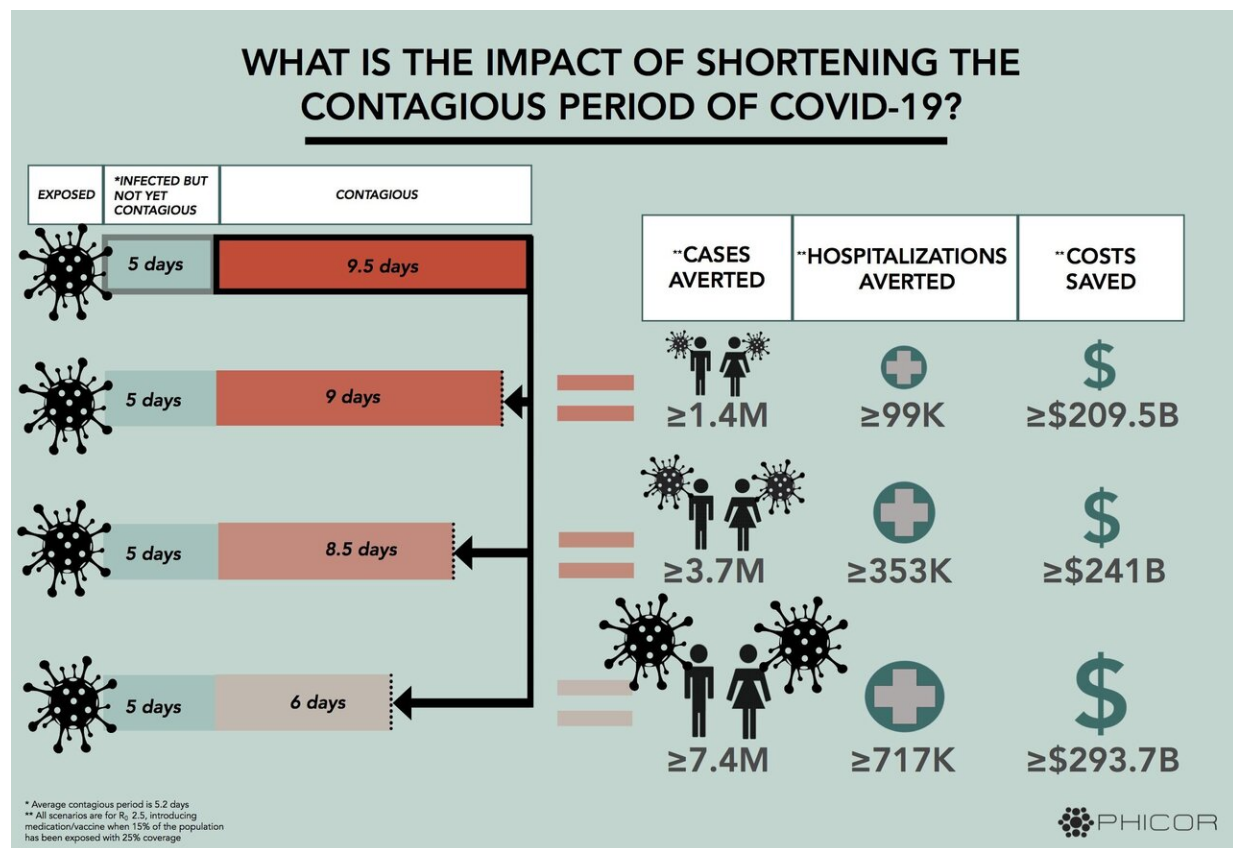 WHAT IS THE IMPACT OF SHORTENING THE
CONTAGIOUS PERIOD OF COVID-19?
EXPOSED
*INFECTED BUT
NOT YET
CONTAGIOUS
CONTAGIOUS
5 days
9.5 days
**CASES
AVERTED
**HOSPITALIZATIONS
AVERTED
**COSTS
SAVED
5 days
9 days
≥1.4M
≥99K
$
≥$209.5B
5 days
8.5 days
≥3.7M
≥353K
$
≥$241B
5 days
6 days
≥7.4M
≥717K
$
≥$293.7B
* Average contagious period is 5.2 days
** All scenarios are for R₀ 2.5, introducing
medication/vaccine when 15% of the population
has been exposed with 25% coverage
PHICOR